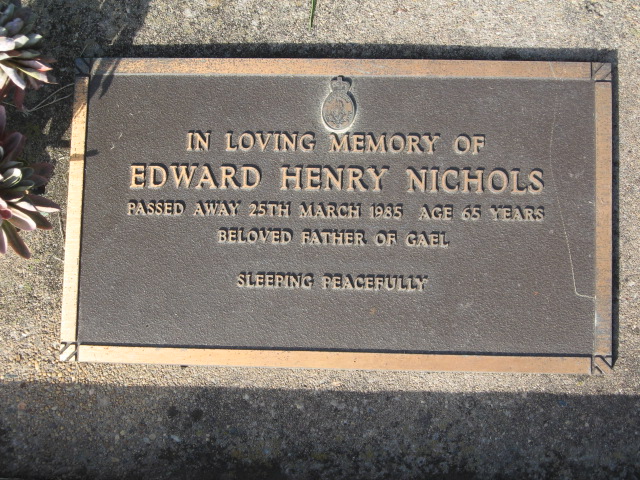 IN LOVING MEMORY OF
EDWARD HENRY NICHOLS
PASSED AWAY 25TH MARCH 1985 AGE 65 YEARS
BELOVED FATHER OF GAEL
SLEEPING PEACEFULLY